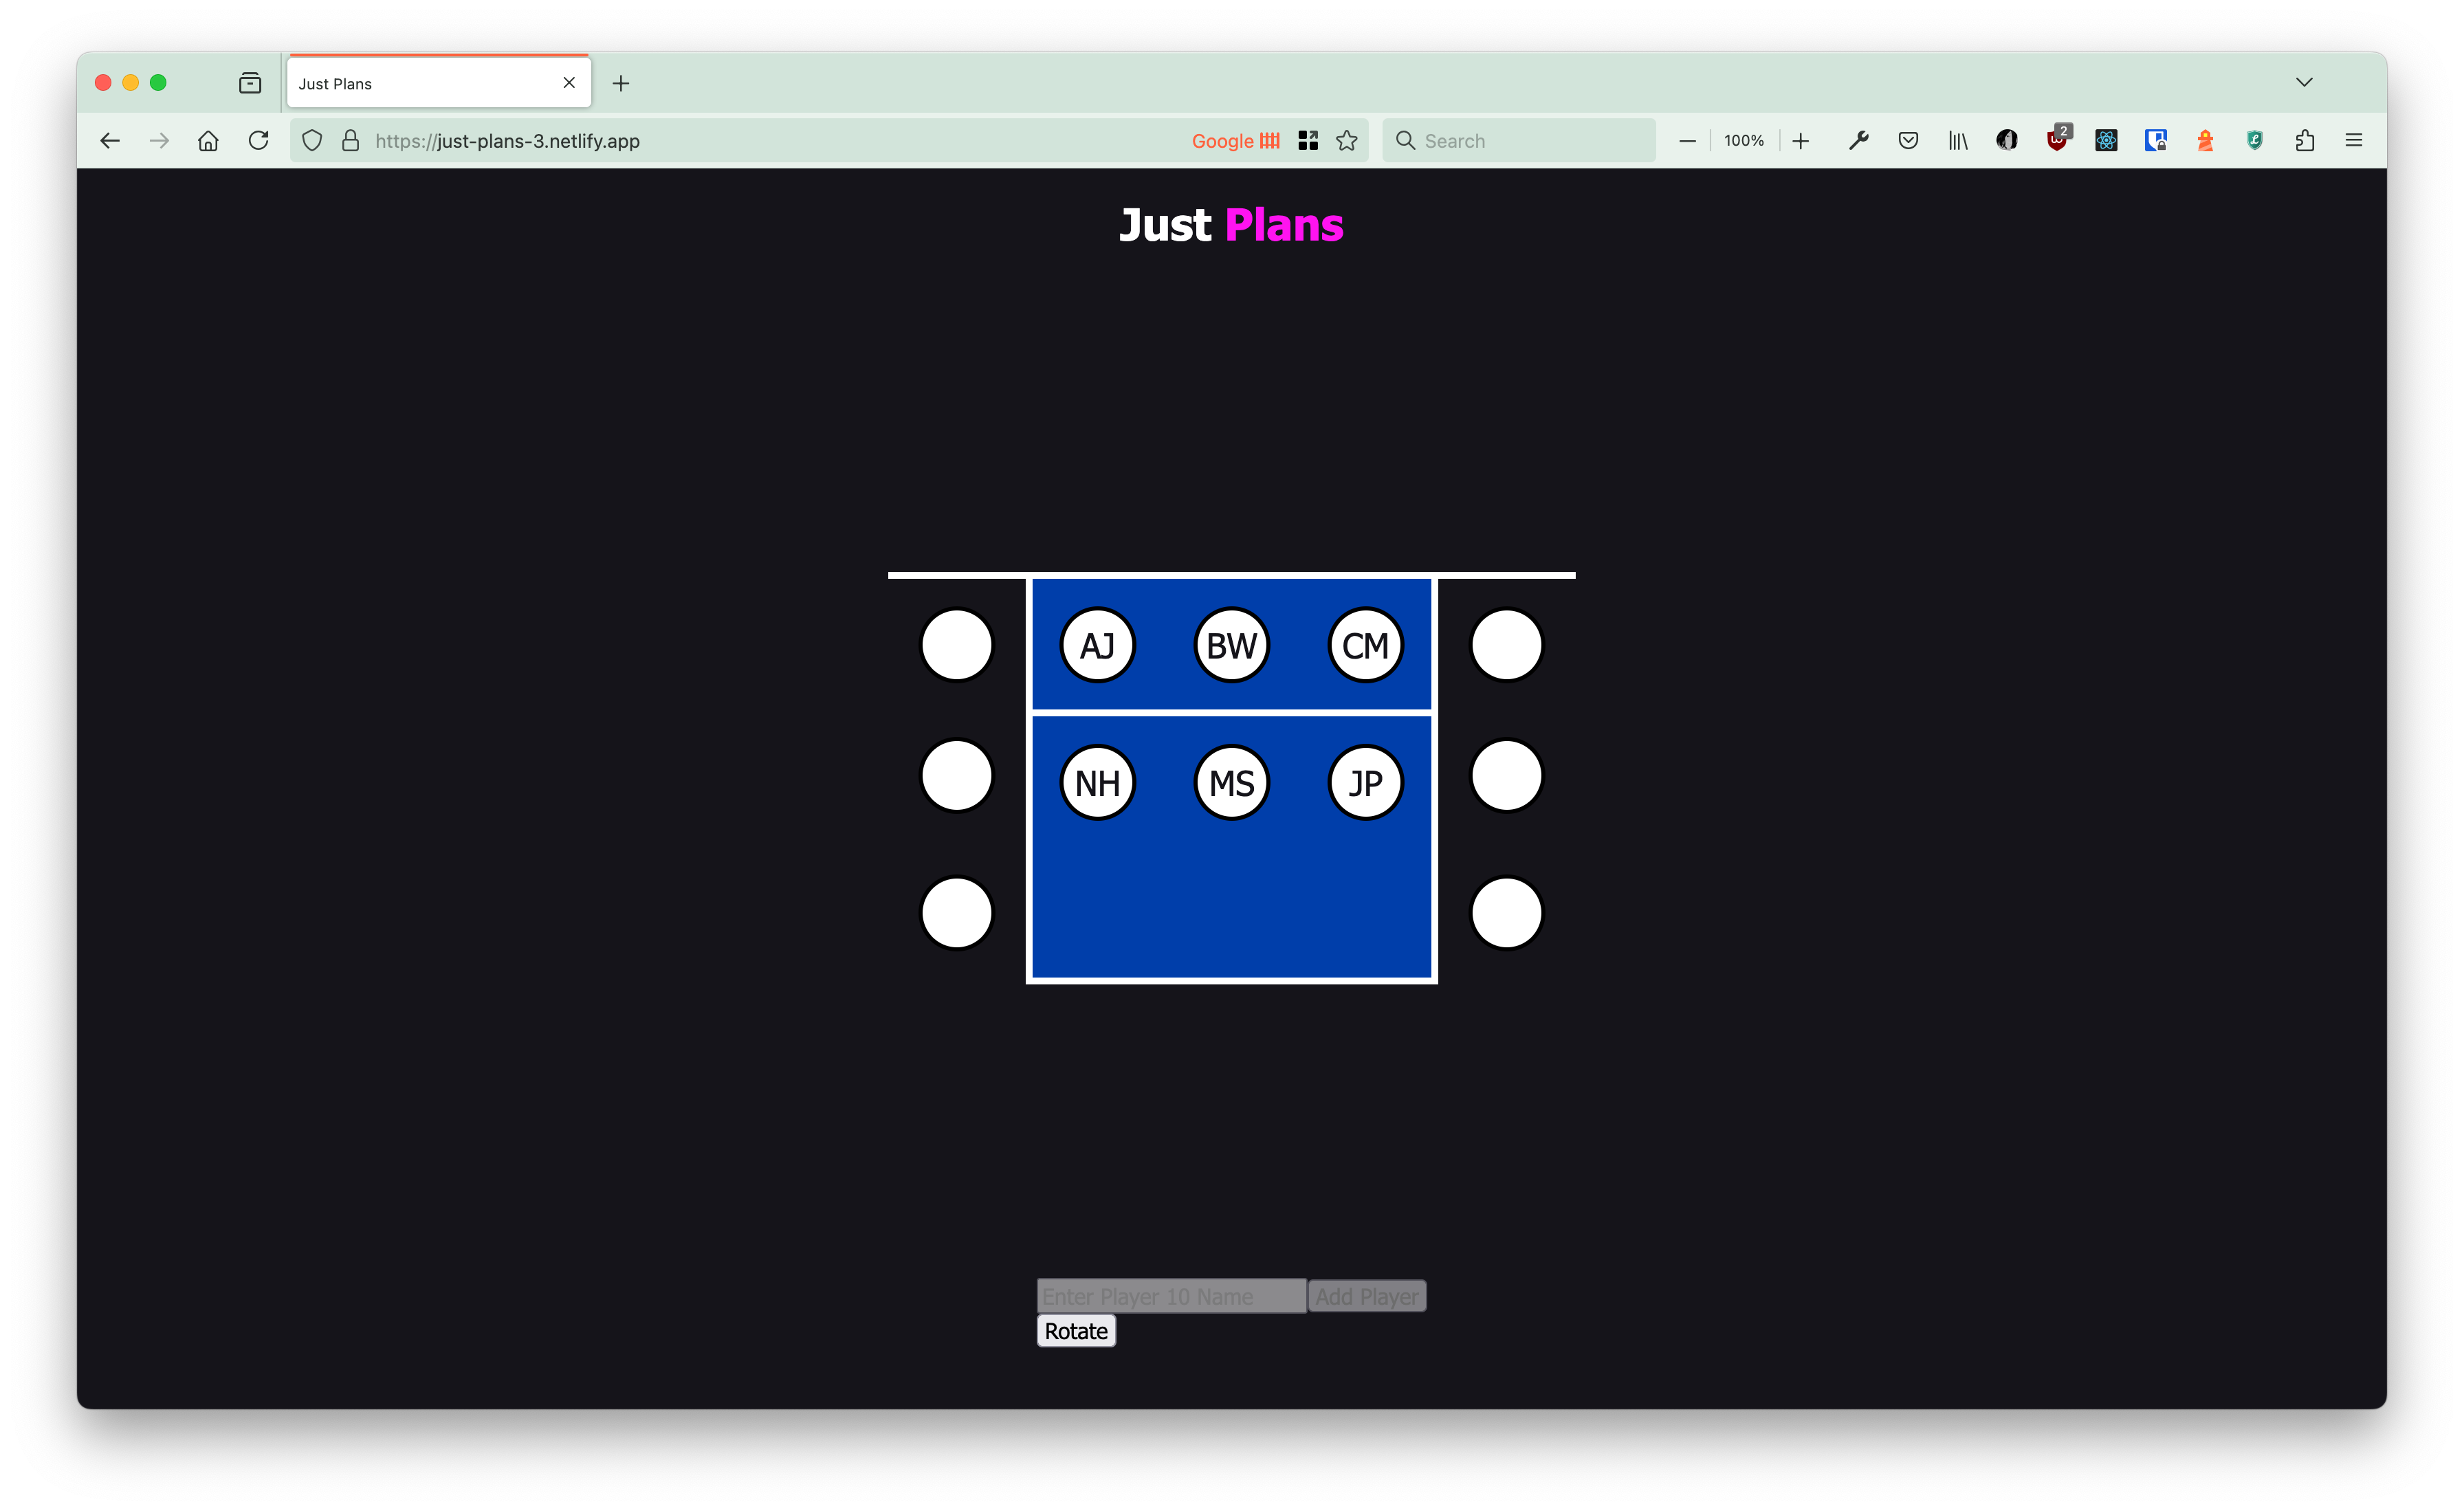 Just Plans
https://just-plans-3.netlify.app
Google
Search
100%
2
Just Plans
AJ BW CM
NH MS JP
Enter Player 10 Name Add Player
Rotate